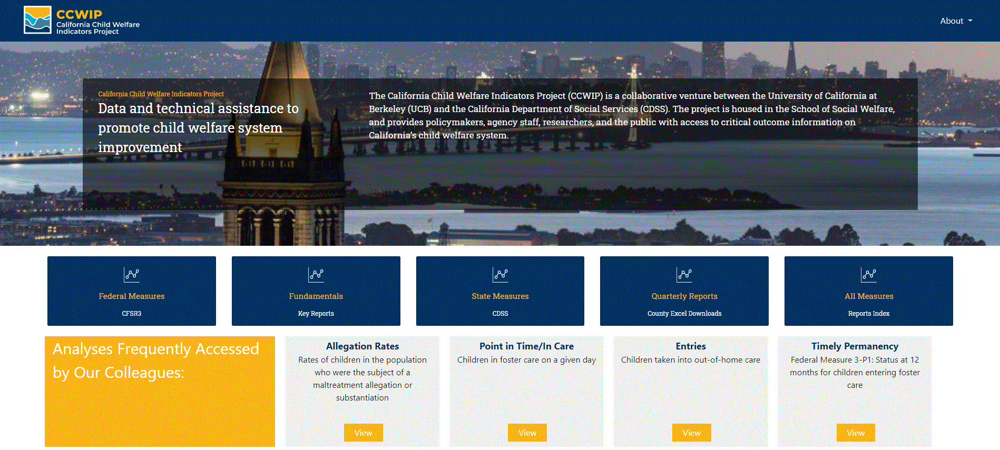 CCWIP
California Child Welfare
Indicators Project
About
California Child Welfare Indicators Project
Data and technical assistance to
promote child welfare system
improvement
The California Child Welfare Indicators Project (CCWIP) is a collaborative venture between the University of California at
Berkeley (UCB) and the California Department of Social Services (CDSS). The project is housed in the School of Social Welfare,
and provides policymakers, agency staff, researchers, and the public with access to critical outcome information on
California's child welfare system.
Federal Measures
CFSR3
Fundamentals
Key Reports
State Measures
CDSS
Quarterly Reports
County Excel Downloads
All Measures
Reports Index
Analyses Frequently Accessed
by Our Colleagues:
Allegation Rates
Rates of children in the population
who were the subject of a
maltreatment allegation or
substantiation
View
Point in Time/In Care
Children in foster care on a given day
View
Entries
Children taken into out-of-home care
View
Timely Permanency
Federal Measure 3-P1: Status at 12
months for children entering foster
care
View